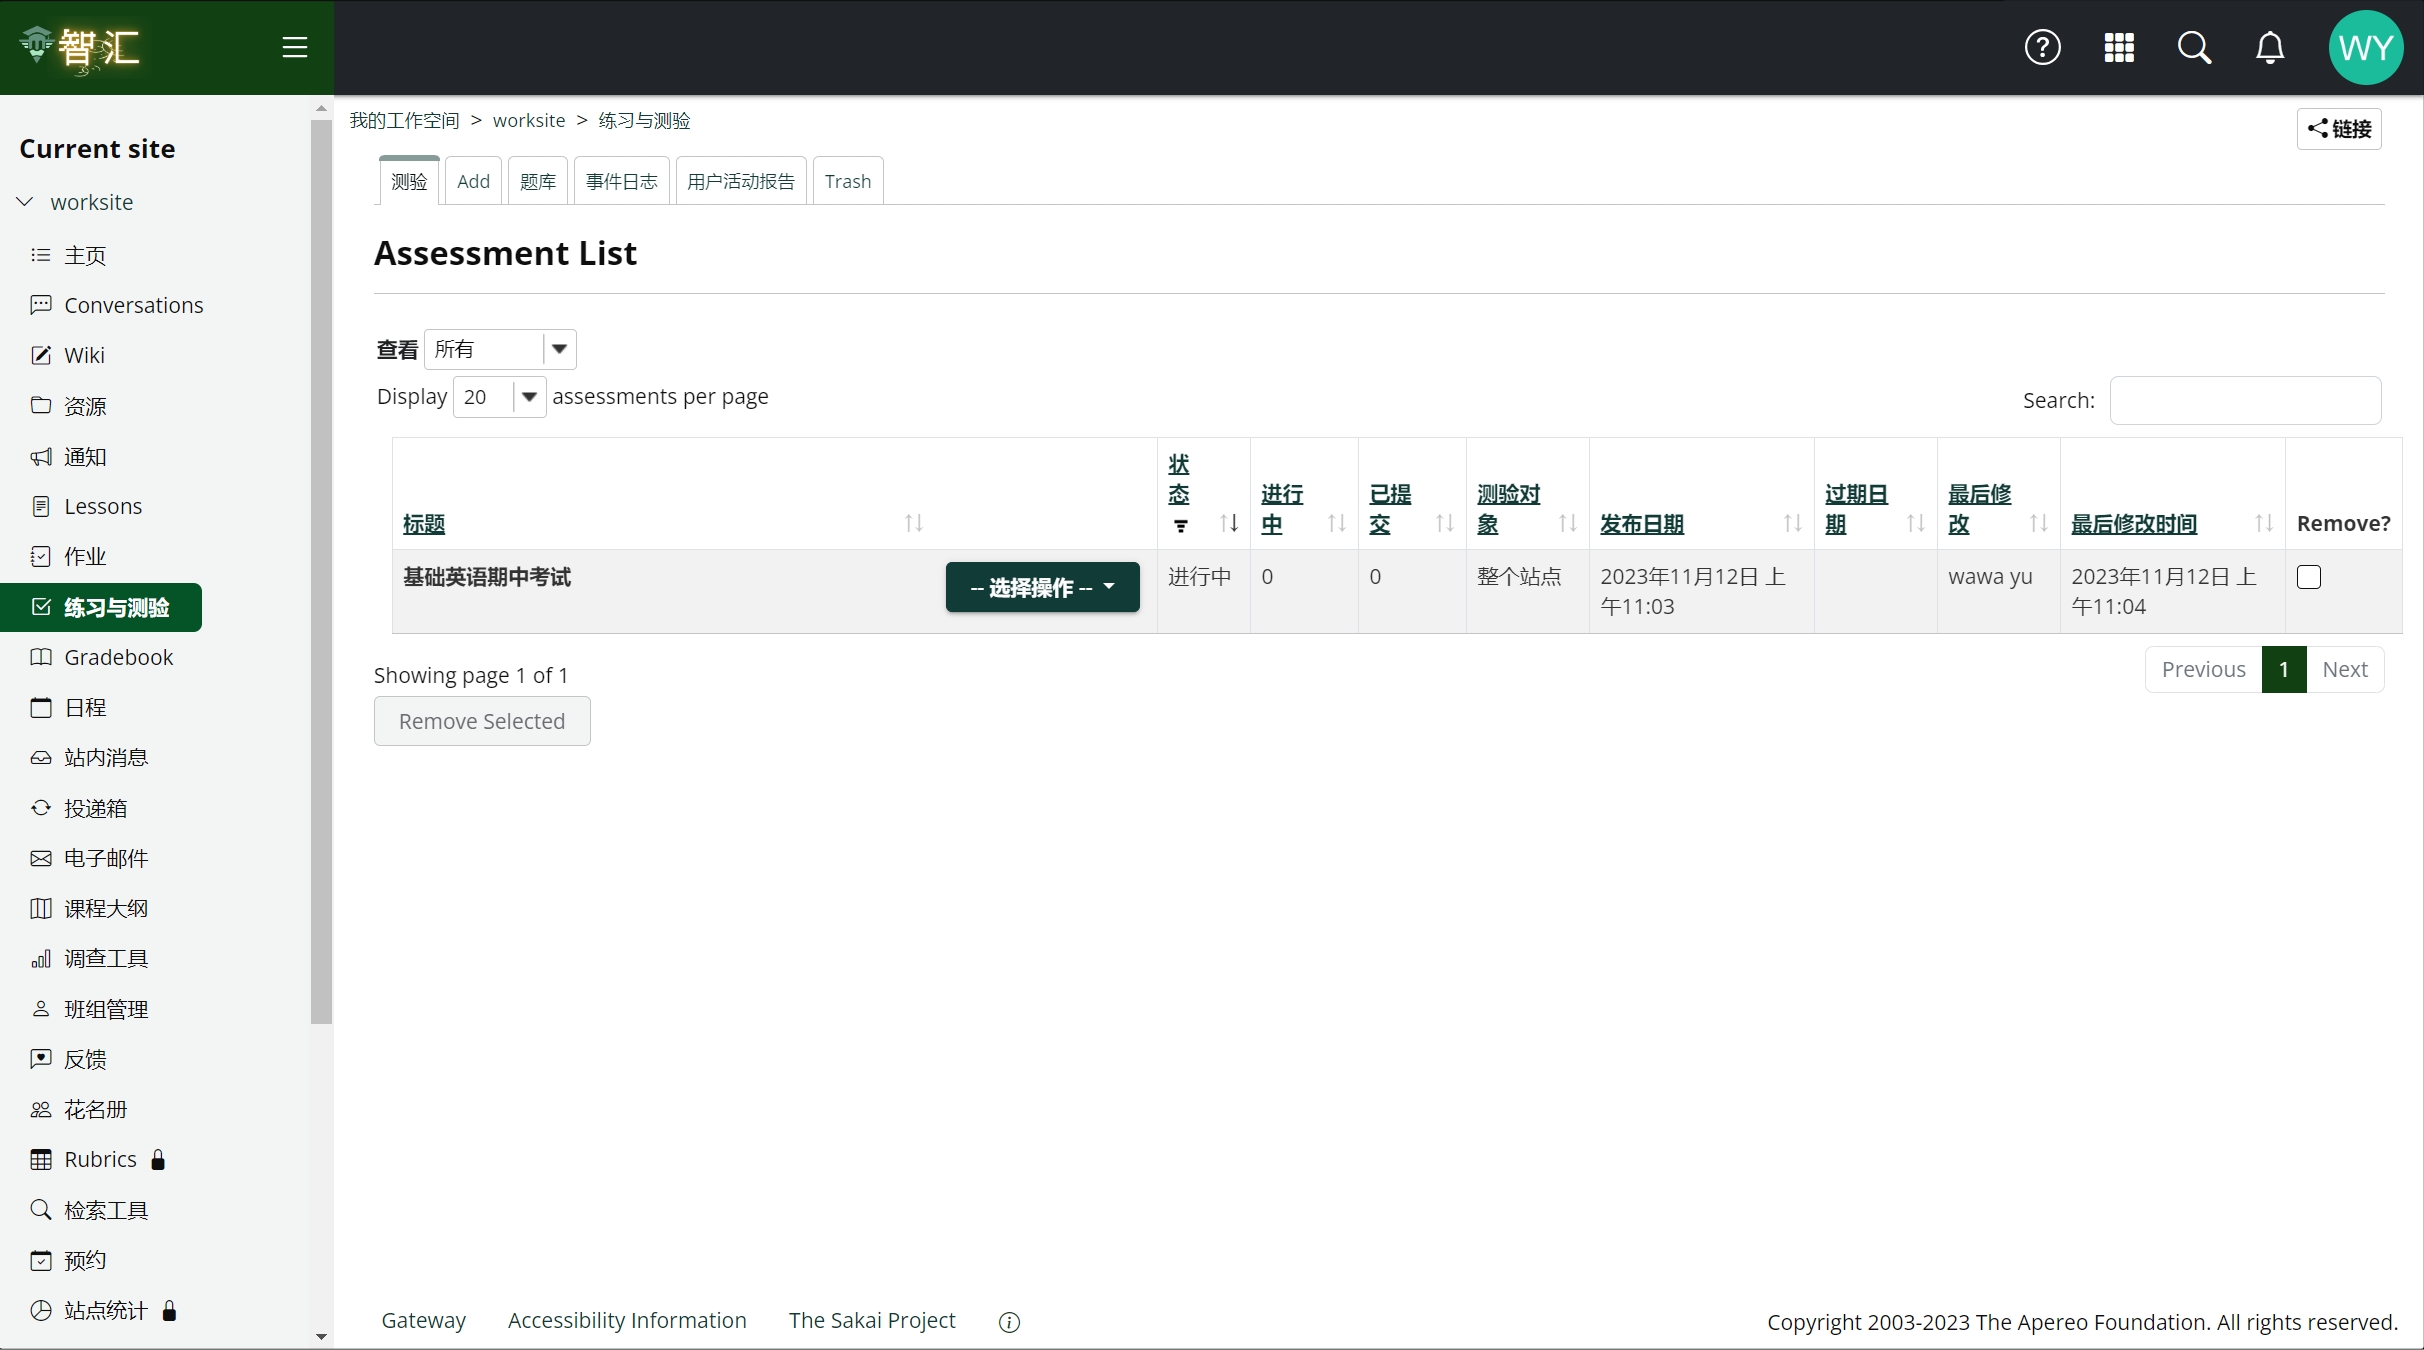 智汇
WY
Current site
worksite
主页
Conversations
Wiki
资源
通知
Lessons
作业
练习与测验
Gradebook
日程
站内消息
投递箱
电子邮件
课程大纲
调查工具
班组管理
反馈
花名册
Rubrics
检索工具
预约
站点统计
我的工作空间 > worksite > 练习与测验
链接
测验 Add 题库 事件日志 用户活动报告 Trash
Assessment List
查看 所有
Display 20 assessments per page
Search:
标题 状态 进行中 已提交 测验对象 发布日期 过期日期 最后修改 最后修改时间 Remove?
基础英语期中考试 -- 选择操作 -- 进行中 0 0 整个站点 2023年11月12日 上午11:03 wawa yu 2023年11月12日 上午11:04
Showing page 1 of 1
Previous 1 Next
Remove Selected
Gateway Accessibility Information The Sakai Project
Copyright 2003-2023 The Apereo Foundation. All rights reserved.